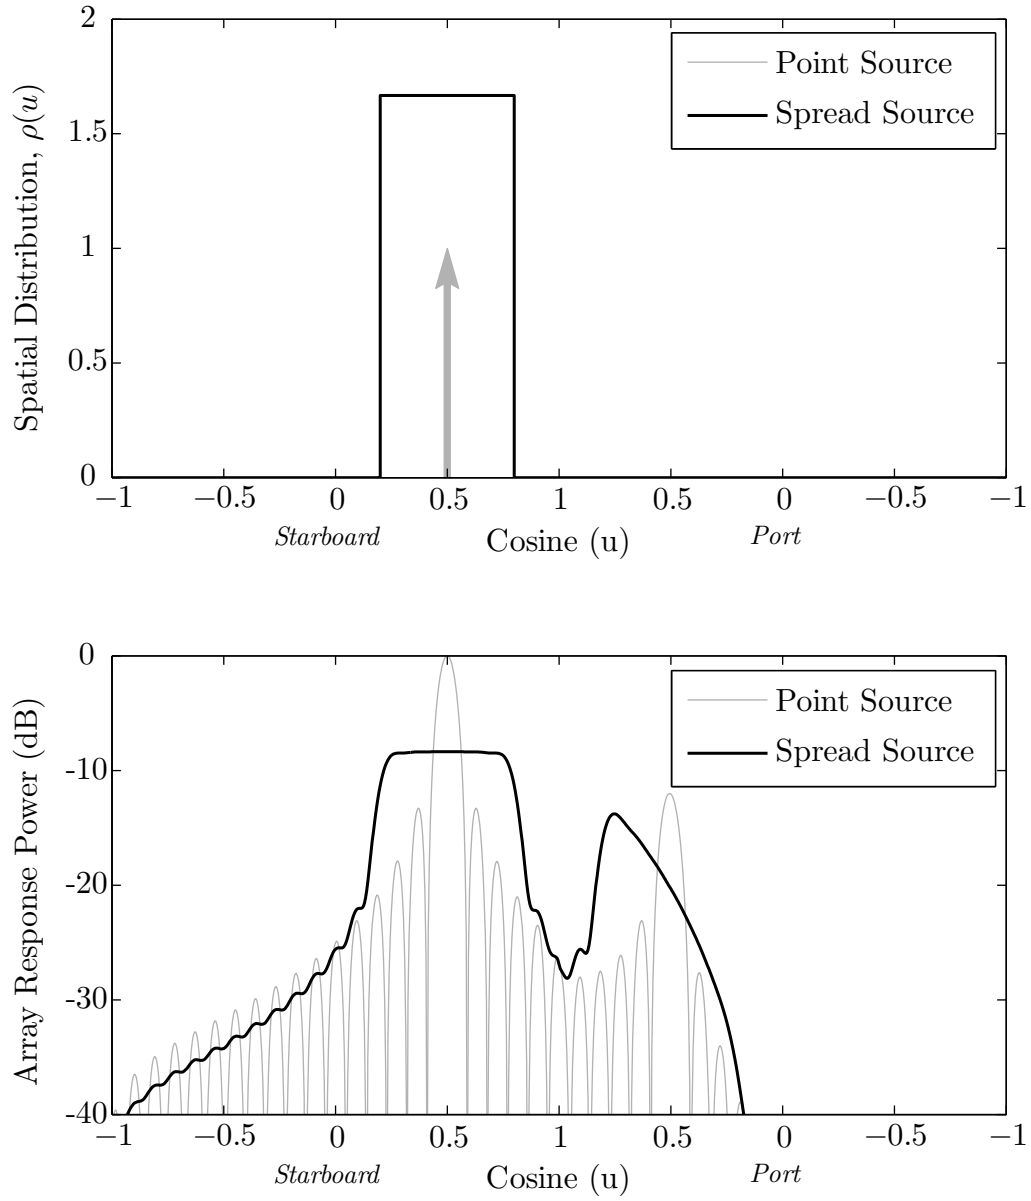 2
Point Source
Spread Source
1.5
1
0.5
0
Spatial Distribution, ρ(u)
−1 −0.5 0 0.5 1 0.5 0 −0.5 −1
Starboard Cosine (u) Port
0
Point Source
Spread Source
-10
-20
-30
-40
Array Response Power (dB)
−1 −0.5 0 0.5 1 0.5 0 −0.5 −1
Starboard Cosine (u) Port